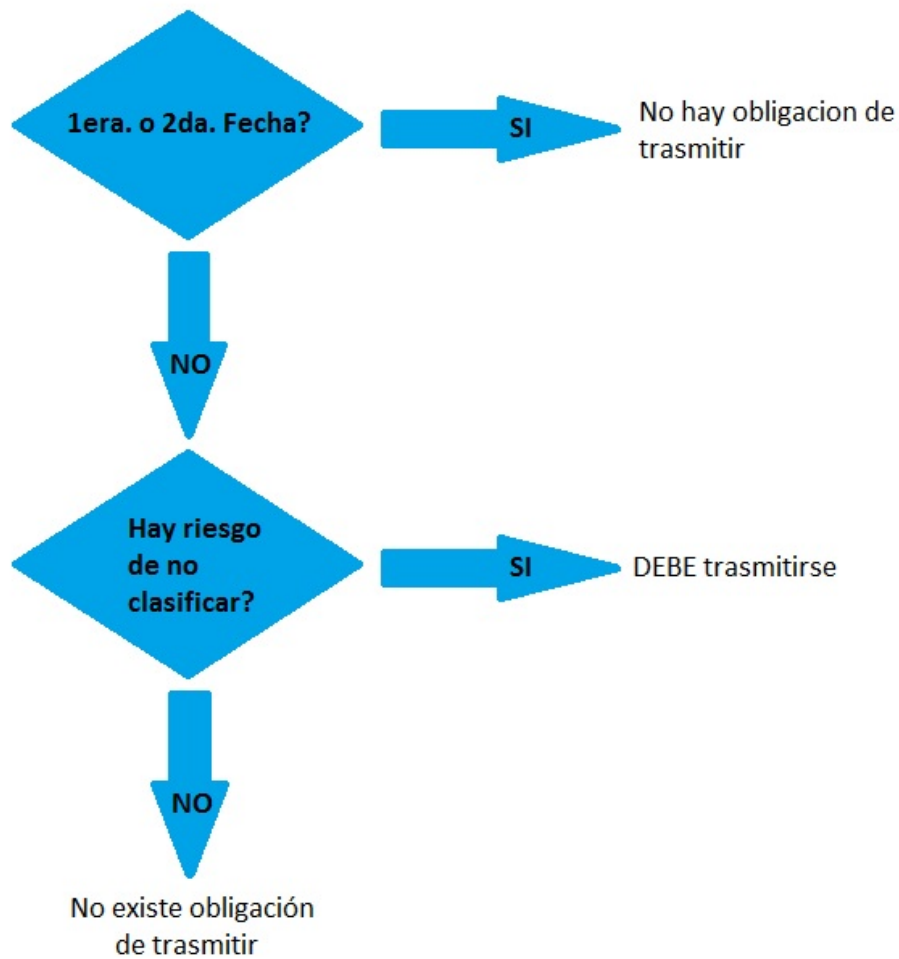 1era. o 2da. Fecha?
SI
No hay obligacion de
trasmitir
NO
Hay riesgo
de no
clasificar?
SI
DEBE trasmitirse
NO
No existe obligación
de trasmitir